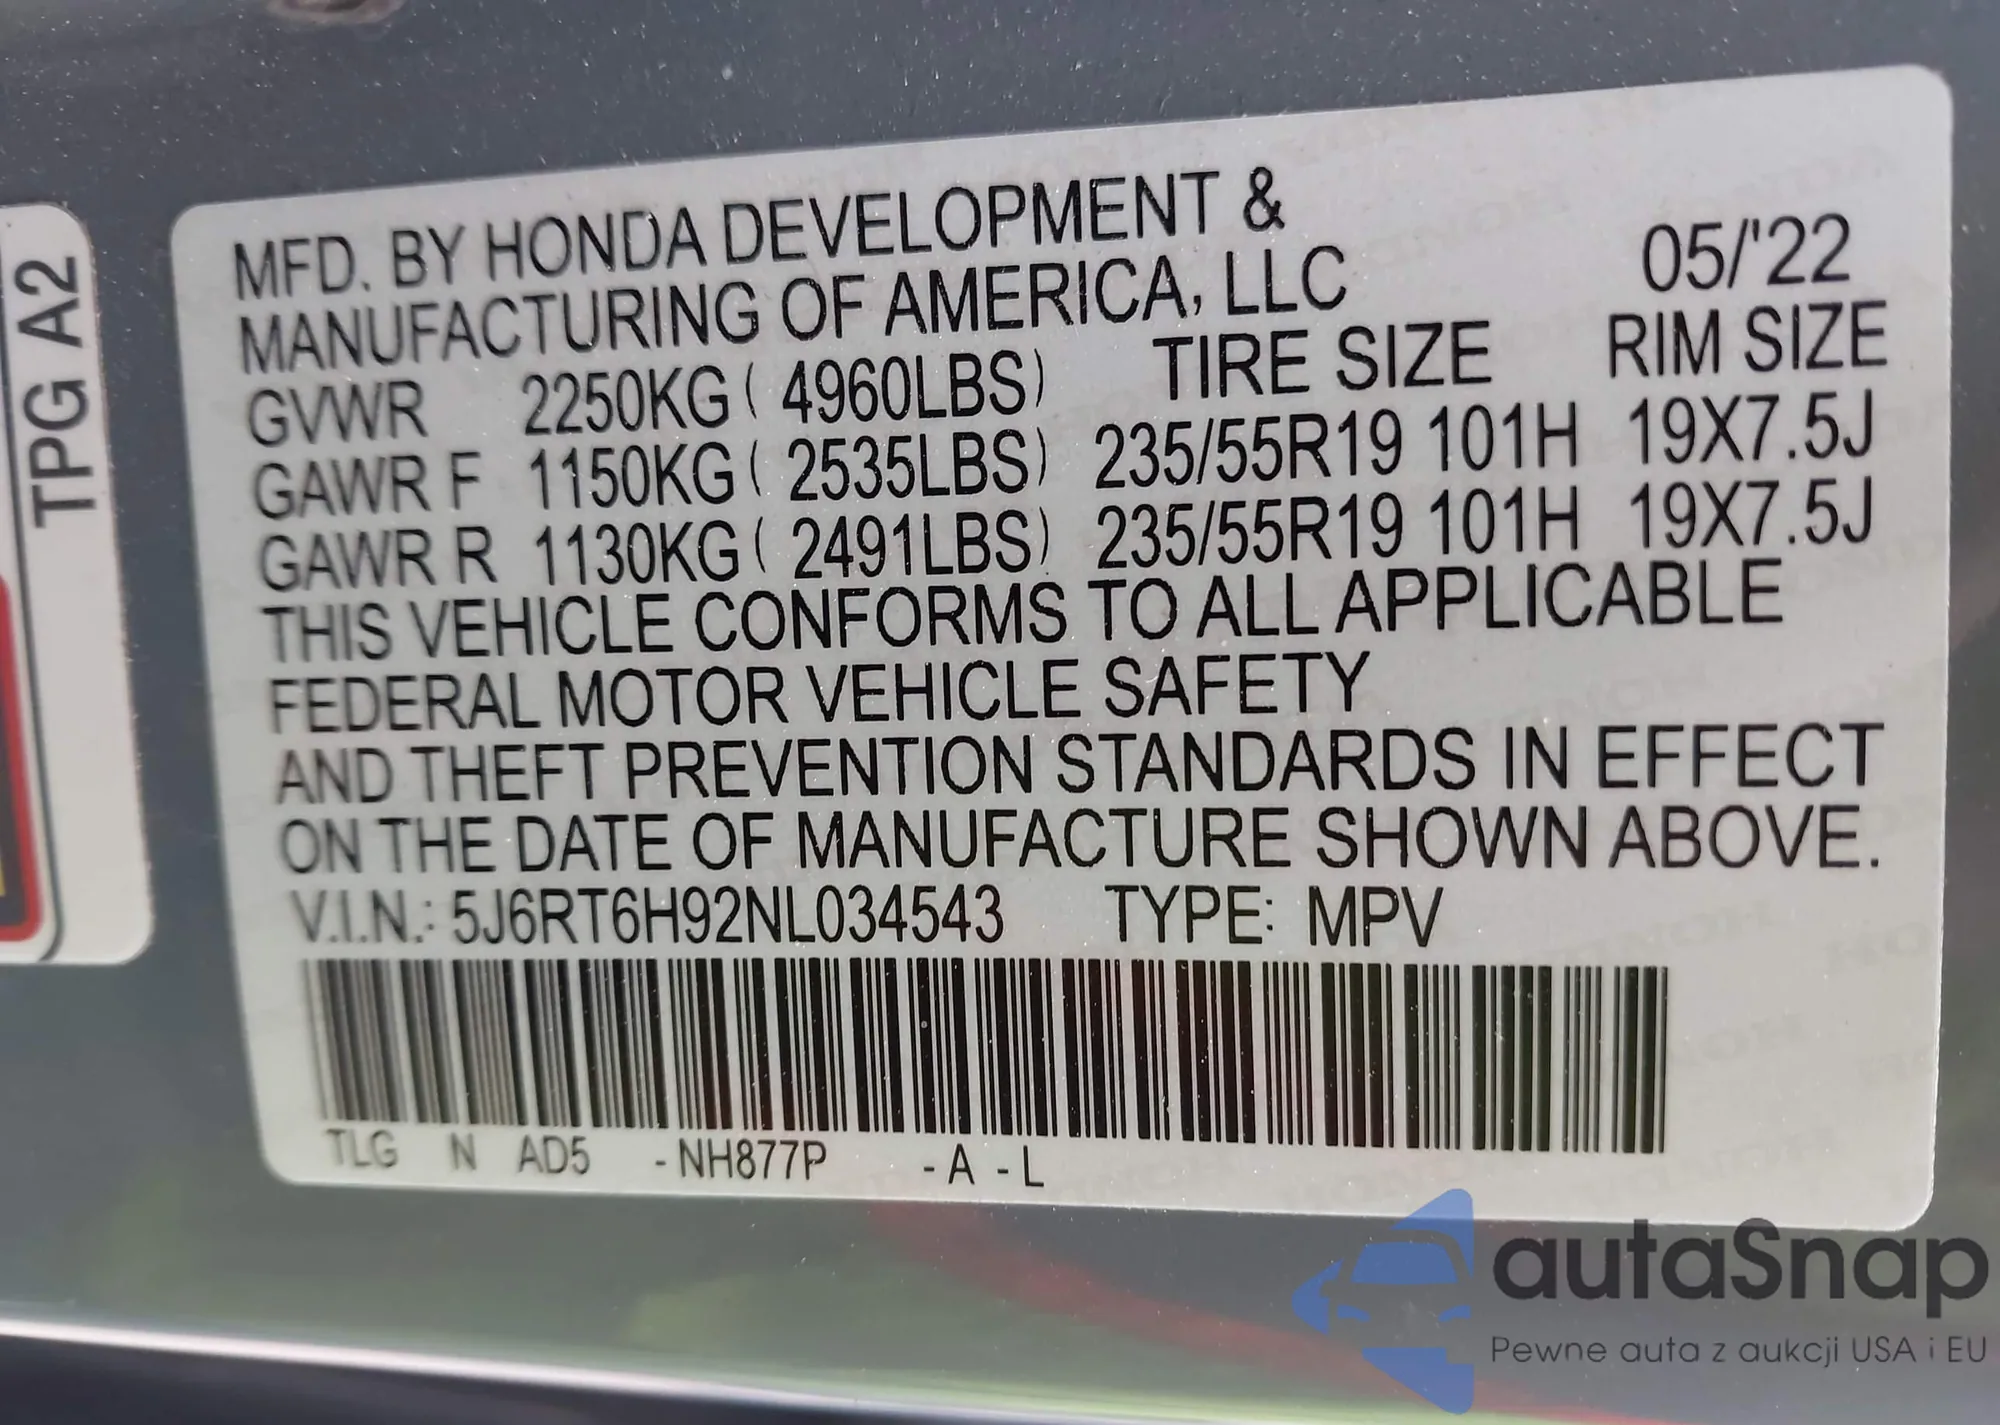 TPG A2
MFD. BY HONDA DEVELOPMENT &
MANUFACTURING OF AMERICA, LLC 05/'22
GVWR 2250KG ( 4960LBS) TIRE SIZE RIM SIZE
GAWR F 1150KG ( 2535LBS) 235/55R19 101H 19X7.5J
GAWR R 1130KG ( 2491LBS) 235/55R19 101H 19X7.5J
THIS VEHICLE CONFORMS TO ALL APPLICABLE
FEDERAL MOTOR VEHICLE SAFETY
AND THEFT PREVENTION STANDARDS IN EFFECT
ON THE DATE OF MANUFACTURE SHOWN ABOVE.
V.I.N.: 5J6RT6H92NL034543 TYPE: MPV
TLG N AD5 -NH877P -A -L
autaSnap
Pewne auta z aukcji USA i EU